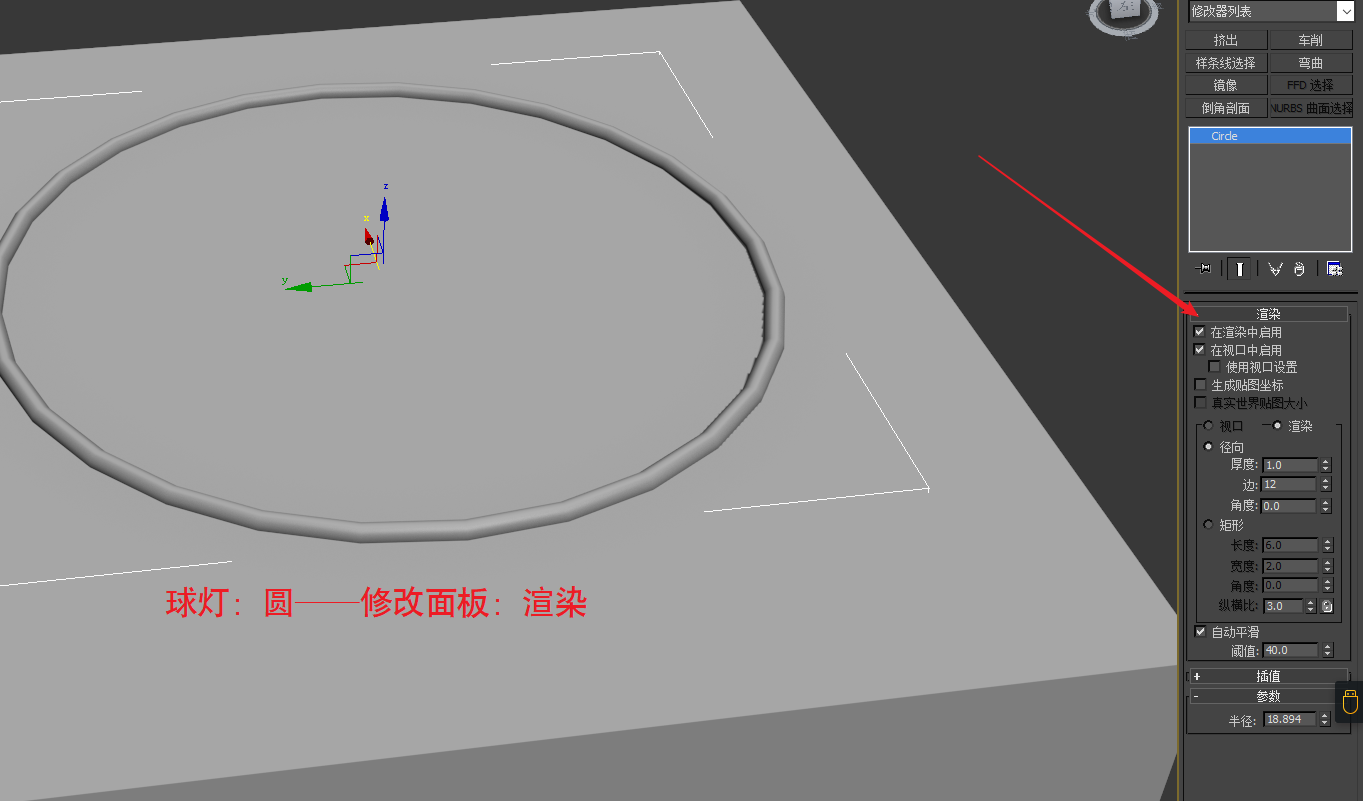 修改器列表
挤出 车削
样条线选择 弯曲
镜像 FFD 选择
倒角剖面 NURBS 曲面选择
Circle
z
x
y
渲染
在渲染中启用
在视口中启用
使用视口设置
生成贴图坐标
真实世界贴图大小
视口 渲染
径向
厚度: 1.0
边: 12
角度: 0.0
矩形
长度: 6.0
宽度: 2.0
角度: 0.0
纵横比: 3.0
自动平滑
阈值: 40.0
+ 插值
- 参数
半径: 18.894
球灯：圆——修改面板：渲染